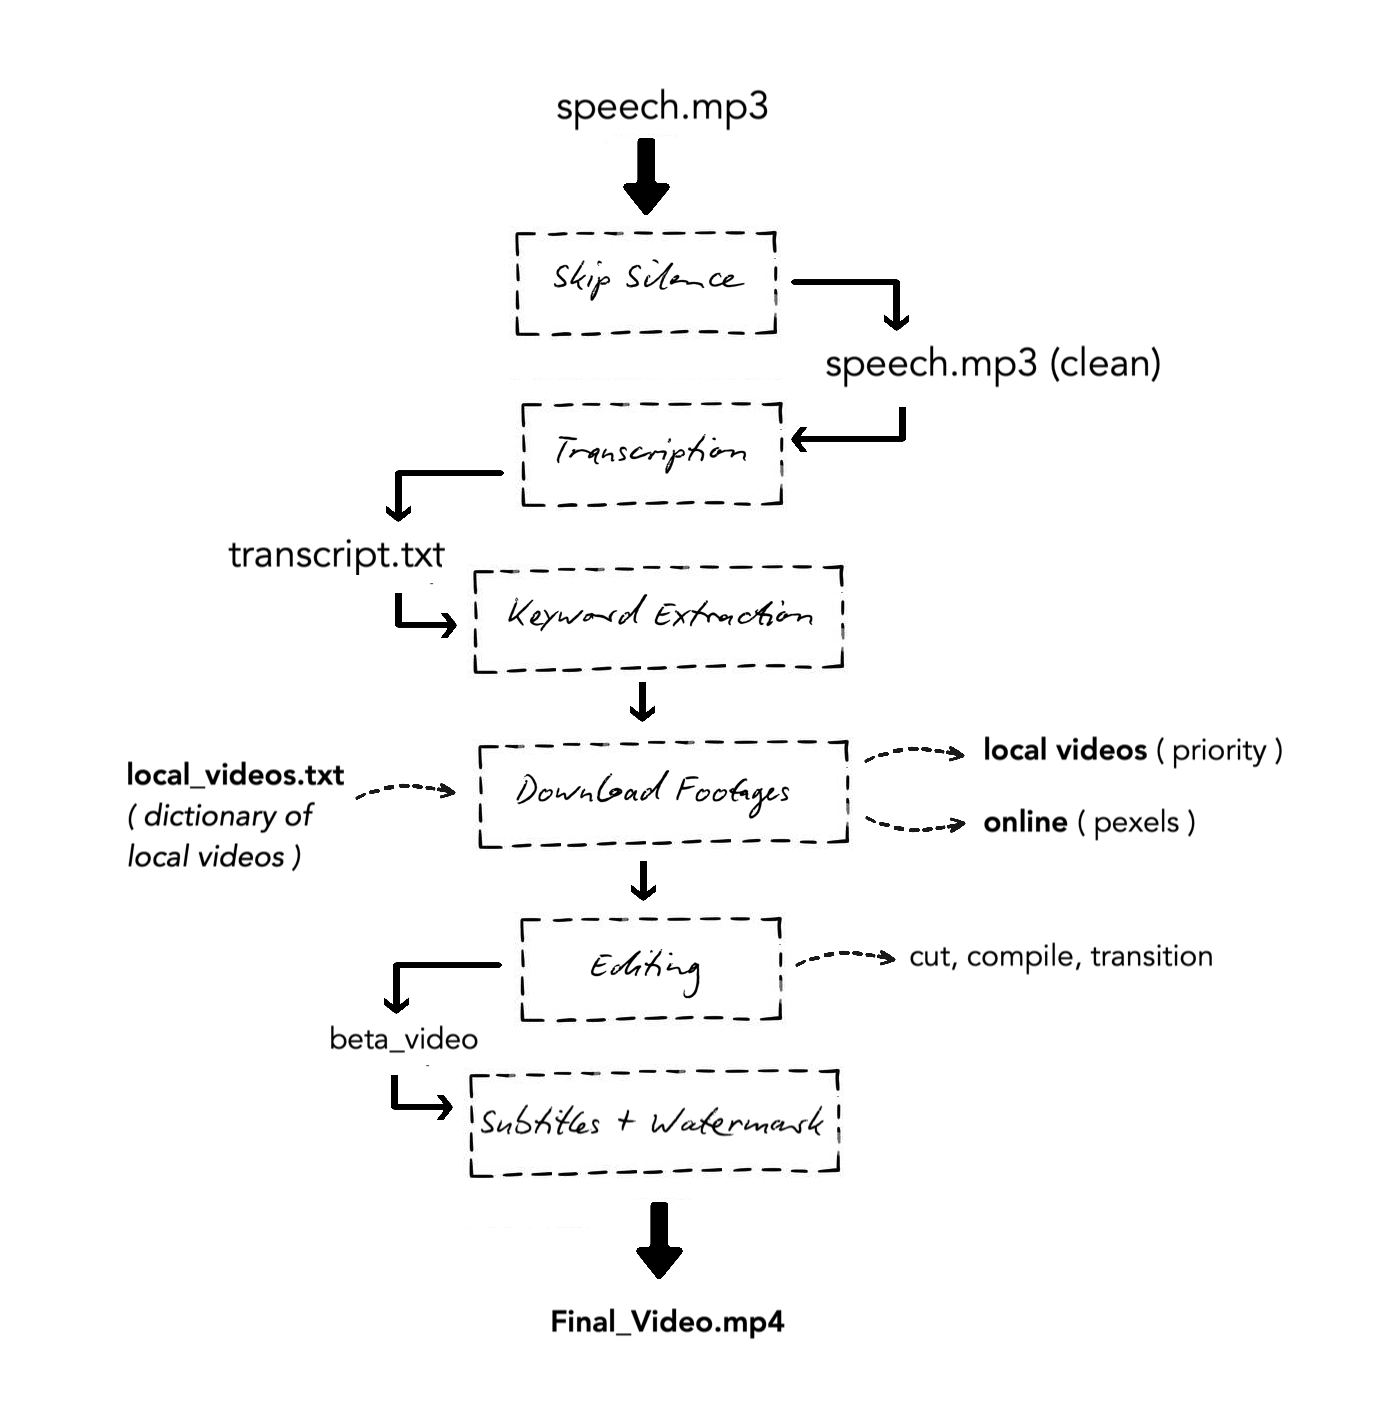 speech.mp3
Skip Silence
speech.mp3 (clean)
Transcription
transcript.txt
Keyword Extraction
local_videos.txt
( dictionary of
local videos )
Download Footages
local videos ( priority )
online ( pexels )
Editing
cut, compile, transition
beta_video
Subtitles + Watermark
Final_Video.mp4